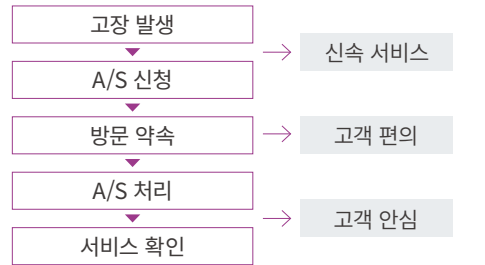 고장 발생
신속 서비스
A/S 신청
방문 약속
고객 편의
A/S 처리
고객 안심
서비스 확인